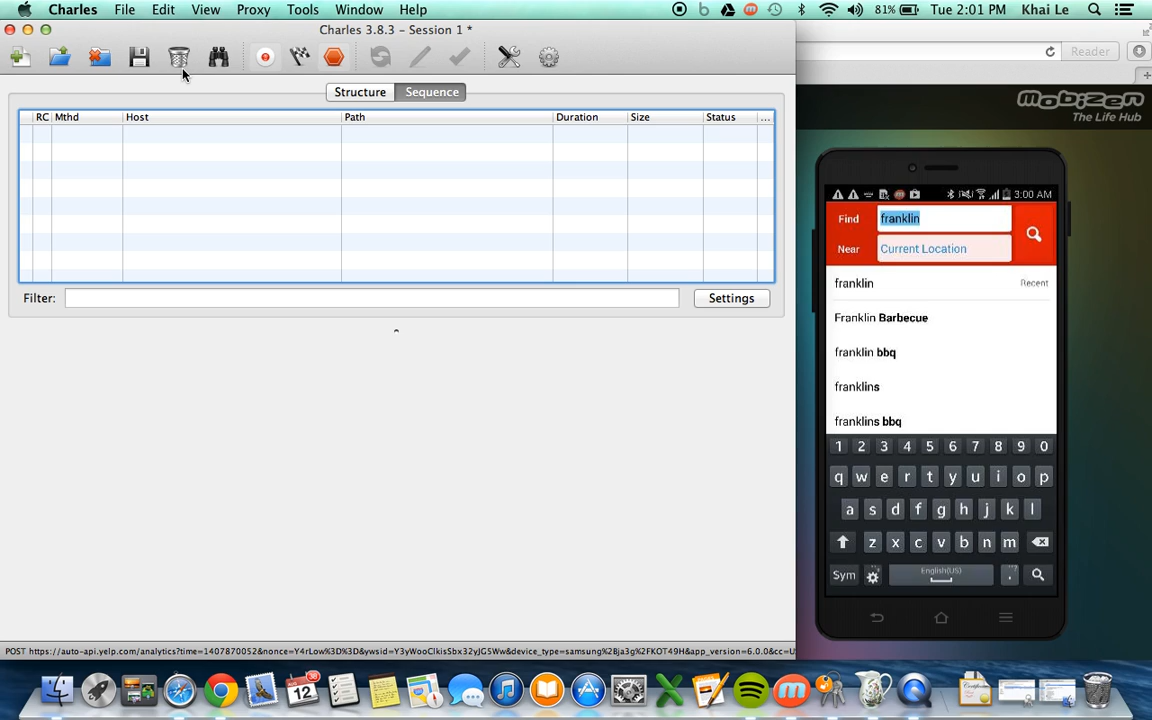 Charles File Edit View Proxy Tools Window Help 81% Tue 2:01 PM Khai Le
Charles 3.8.3 - Session 1 *
Reader
Structure Sequence
RC Mthd Host Path Duration Size Status ...
Filter: Settings
POST https://auto-api.yelp.com/analytics?time=1407870052&nonce=Y4rLow%3D%3D&ywsid=Y3yWooClkisSbx32yJG5Ww&device_type=samsung%2Bja3g%2FKOT49H&app_version=6.0.0&cc=U
mobizen
The Life Hub
3:00 AM
Find franklin
Near Current Location
franklin Recent
Franklin Barbecue
franklin bbq
franklins
franklins bbq
1 2 3 4 5 6 7 8 9 0
q w e r t y u i o p
a s d f g h j k l
z x c v b n m
Sym English(US) .
12
38